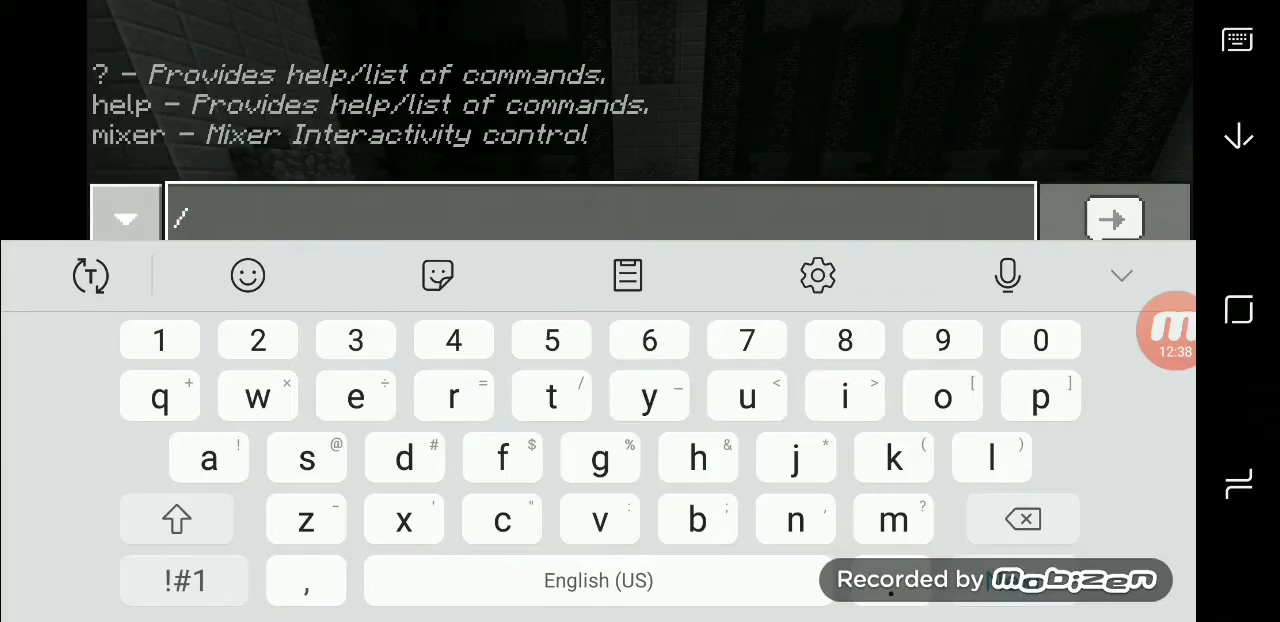 ? – Provides help/list of commands.
help – Provides help/list of commands.
mixer – Mixer Interactivity control
/
T
1 2 3 4 5 6 7 8 9 0
m
12:38
+ × ÷ = / _ < > [ ]
q w e r t y u i o p
! @ # $ % & * ( )
a s d f g h j k l
- ' " : ; , ?
z x c v b n m
!#1 , English (US) .
Recorded by mobizen